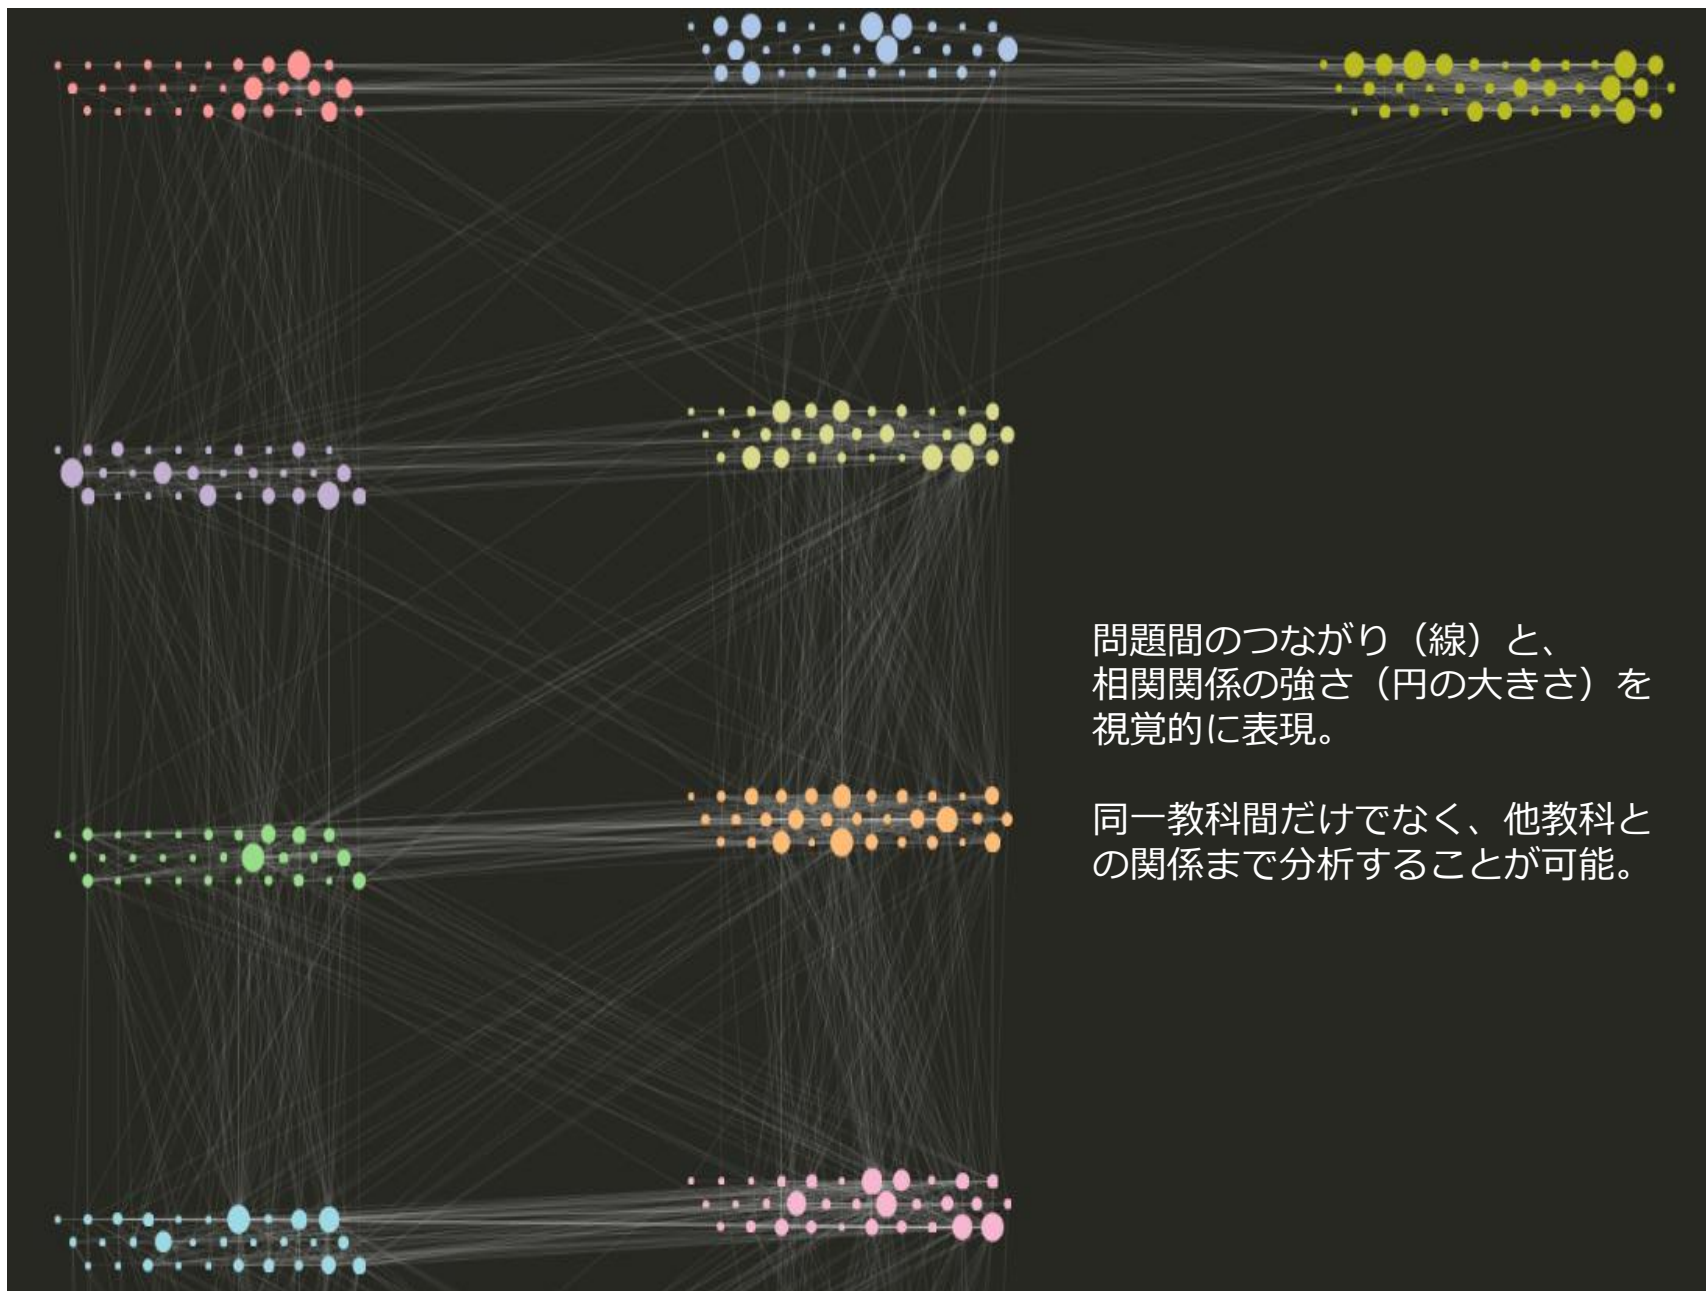 問題間のつながり（線）と、
相関関係の強さ（円の大きさ）を
視覚的に表現。
同一教科間だけでなく、他教科と
の関係まで分析することが可能。